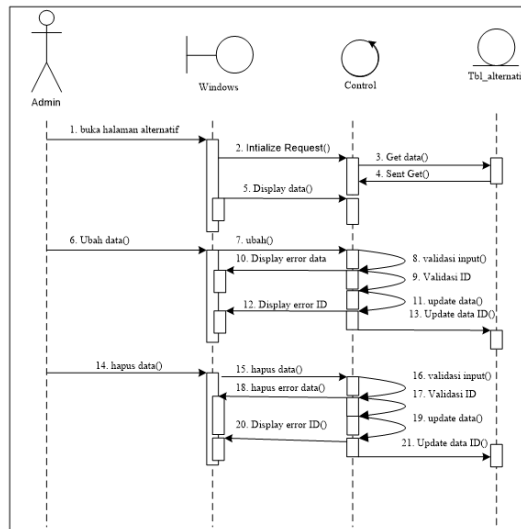 Admin
Windows
Control
Tbl_alternati
1. buka halaman alternatif
2. Intialize Request()
3. Get data()
4. Sent Get()
5. Display data()
6. Ubah data()
7. ubah()
8. validasi input()
10. Display error data
9. Validasi ID
11. update data()
12. Display error ID
13. Update data ID()
14. hapus data()
15. hapus data()
16. validasi input()
18. hapus error data()
17. Validasi ID
19. update data()
20. Display error ID()
21. Update data ID()